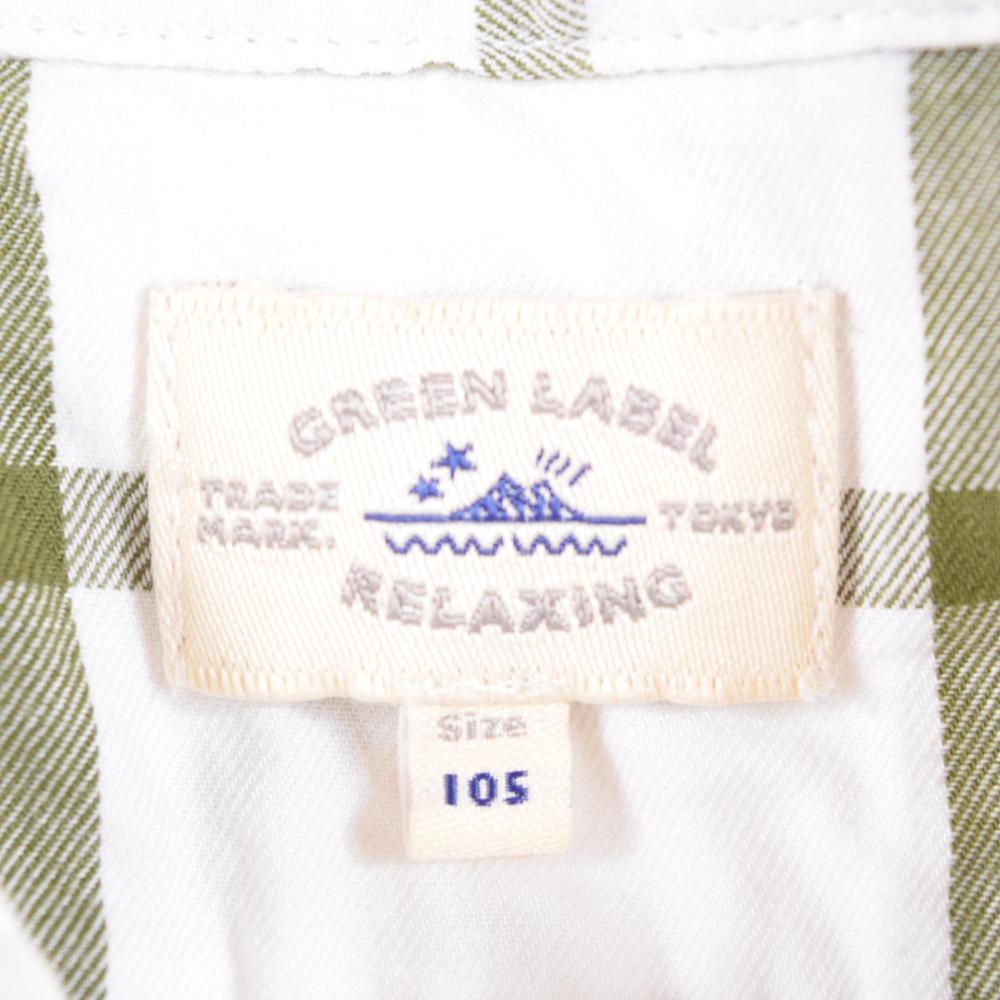 GREEN LABEL
TRADE
MARK.
TOKYO
RELAXING
Size
105